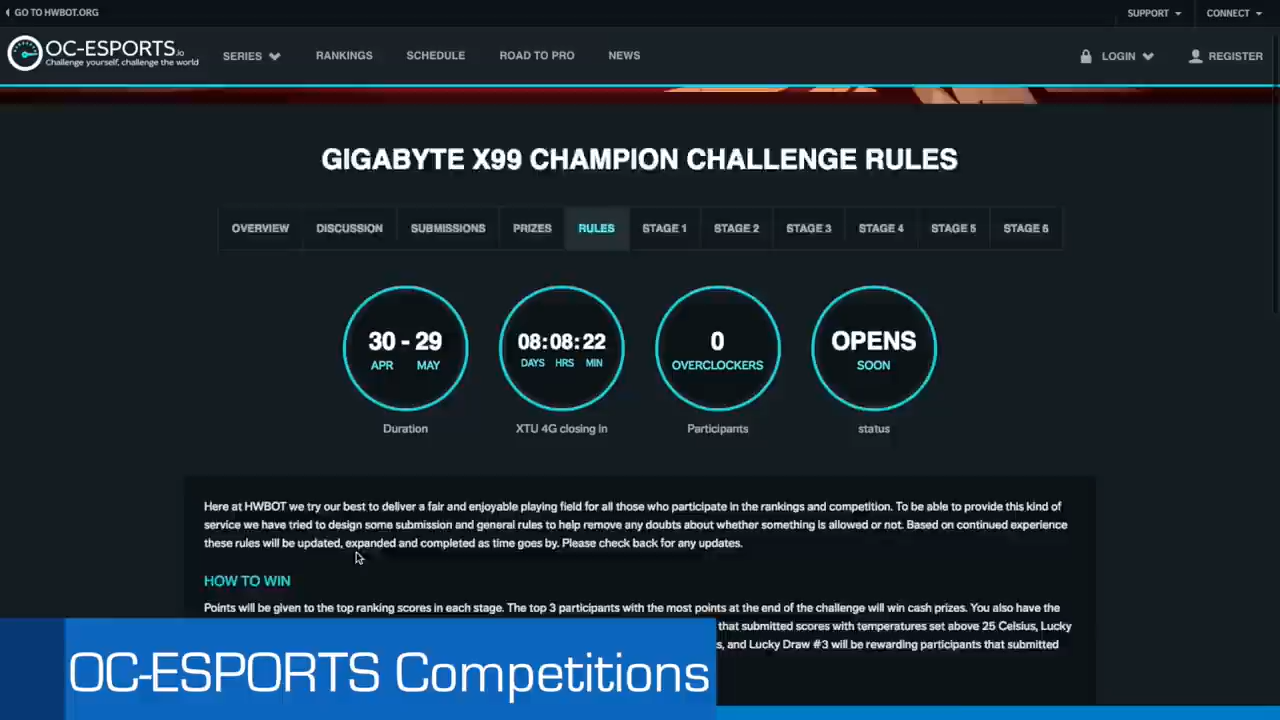 GO TO HWBOT.ORG
SUPPORT
CONNECT
OC-ESPORTS.io
Challenge yourself, challenge the world
SERIES
RANKINGS
SCHEDULE
ROAD TO PRO
NEWS
LOGIN
REGISTER
GIGABYTE X99 CHAMPION CHALLENGE RULES
OVERVIEW
DISCUSSION
SUBMISSIONS
PRIZES
RULES
STAGE 1
STAGE 2
STAGE 3
STAGE 4
STAGE 5
STAGE 6
30 - 29
APR MAY
Duration
08:08:22
DAYS HRS MIN
XTU 4G closing in
0
OVERCLOCKERS
Participants
OPENS
SOON
status
Here at HWBOT we try our best to deliver a fair and enjoyable playing field for all those who participate in the rankings and competition. To be able to provide this kind of
service we have tried to design some submission and general rules to help remove any doubts about whether something is allowed or not. Based on continued experience
these rules will be updated, expanded and completed as time goes by. Please check back for any updates.
HOW TO WIN
Points will be given to the top ranking scores in each stage. The top 3 participants with the most points at the end of the challenge will win cash prizes. You also have the
that submitted scores with temperatures set above 25 Celsius, Lucky
, and Lucky Draw #3 will be rewarding participants that submitted
OC-ESPORTS Competitions